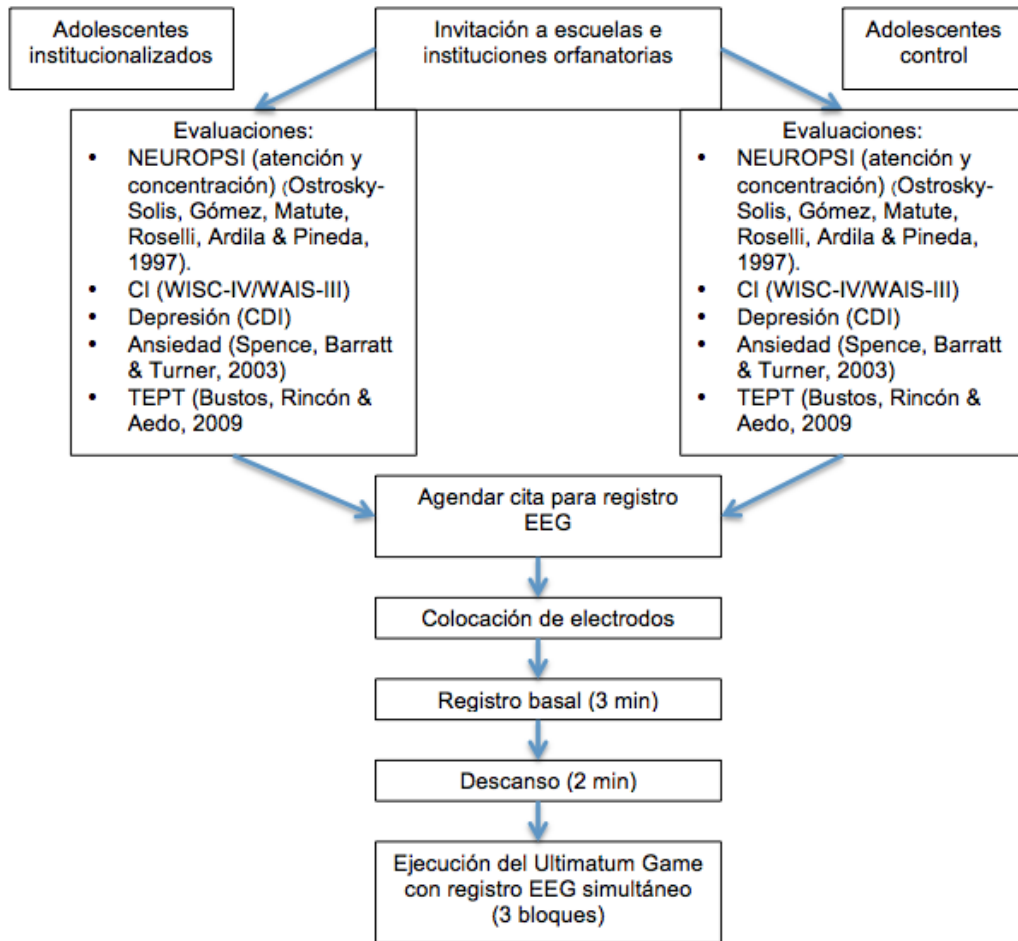 Adolescentes
institucionalizados
Invitación a escuelas e
instituciones orfanatorias
Adolescentes
control
Evaluaciones:
• NEUROPSI (atención y
concentración) (Ostrosky-
Solis, Gómez, Matute,
Roselli, Ardila & Pineda,
1997).
• CI (WISC-IV/WAIS-III)
• Depresión (CDI)
• Ansiedad (Spence, Barratt
& Turner, 2003)
• TEPT (Bustos, Rincón &
Aedo, 2009
Evaluaciones:
• NEUROPSI (atención y
concentración) (Ostrosky-
Solis, Gómez, Matute,
Roselli, Ardila & Pineda,
1997).
• CI (WISC-IV/WAIS-III)
• Depresión (CDI)
• Ansiedad (Spence, Barratt
& Turner, 2003)
• TEPT (Bustos, Rincón &
Aedo, 2009
Agendar cita para registro
EEG
Colocación de electrodos
Registro basal (3 min)
Descanso (2 min)
Ejecución del Ultimatum Game
con registro EEG simultáneo
(3 bloques)